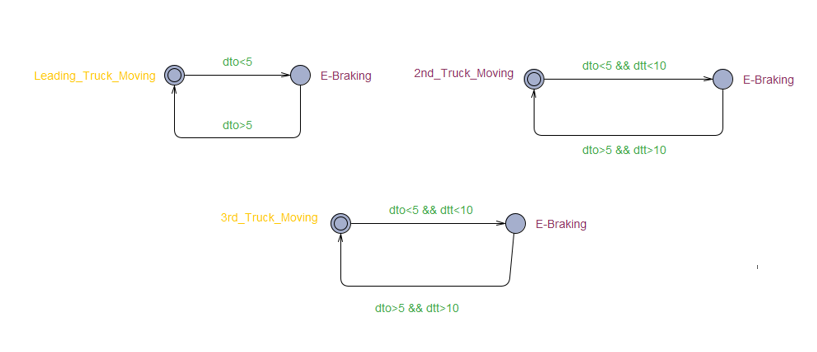 dto<5
Leading_Truck_Moving
E-Braking
dto>5
dto<5 && dtt<10
2nd_Truck_Moving
E-Braking
dto>5 && dtt>10
dto<5 && dtt<10
3rd_Truck_Moving
E-Braking
dto>5 && dtt>10